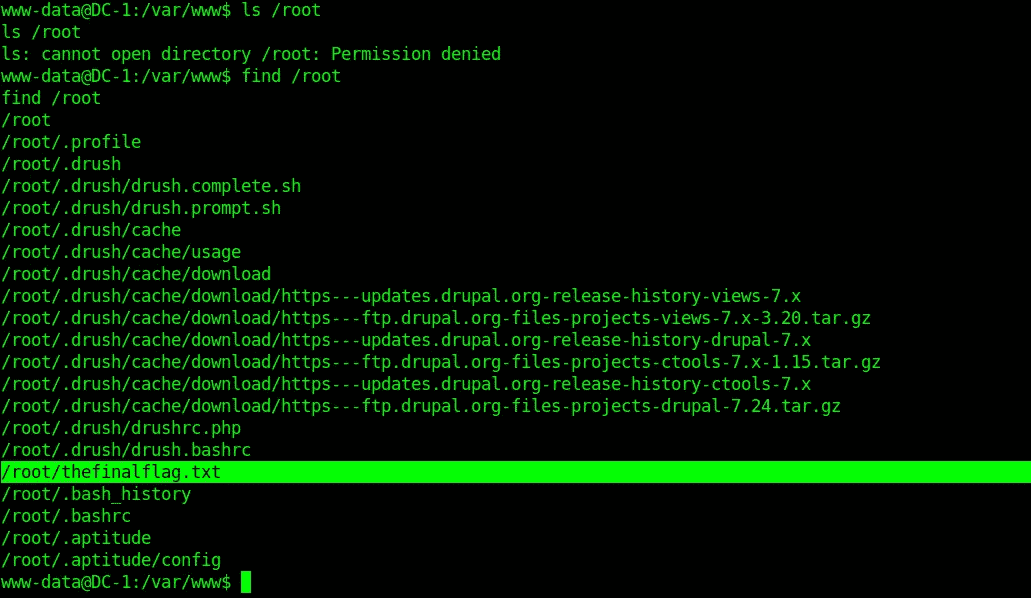 www-data@DC-1:/var/www$ ls /root
ls /root
ls: cannot open directory /root: Permission denied
www-data@DC-1:/var/www$ find /root
find /root
/root
/root/.profile
/root/.drush
/root/.drush/drush.complete.sh
/root/.drush/drush.prompt.sh
/root/.drush/cache
/root/.drush/cache/usage
/root/.drush/cache/download
/root/.drush/cache/download/https---updates.drupal.org-release-history-views-7.x
/root/.drush/cache/download/https---ftp.drupal.org-files-projects-views-7.x-3.20.tar.gz
/root/.drush/cache/download/https---updates.drupal.org-release-history-drupal-7.x
/root/.drush/cache/download/https---ftp.drupal.org-files-projects-ctools-7.x-1.15.tar.gz
/root/.drush/cache/download/https---updates.drupal.org-release-history-ctools-7.x
/root/.drush/cache/download/https---ftp.drupal.org-files-projects-drupal-7.24.tar.gz
/root/.drush/drushrc.php
/root/.drush/drush.bashrc
/root/thefinalflag.txt
/root/.bash_history
/root/.bashrc
/root/.aptitude
/root/.aptitude/config
www-data@DC-1:/var/www$